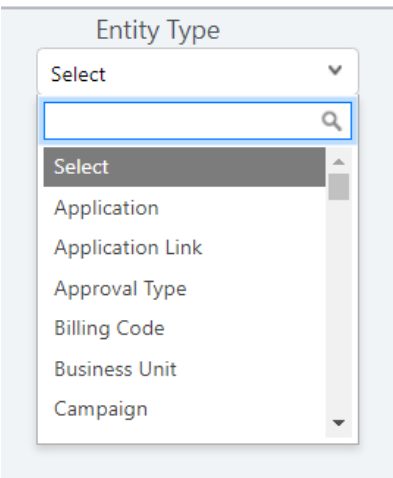 Entity Type
Select
Select
Application
Application Link
Approval Type
Billing Code
Business Unit
Campaign